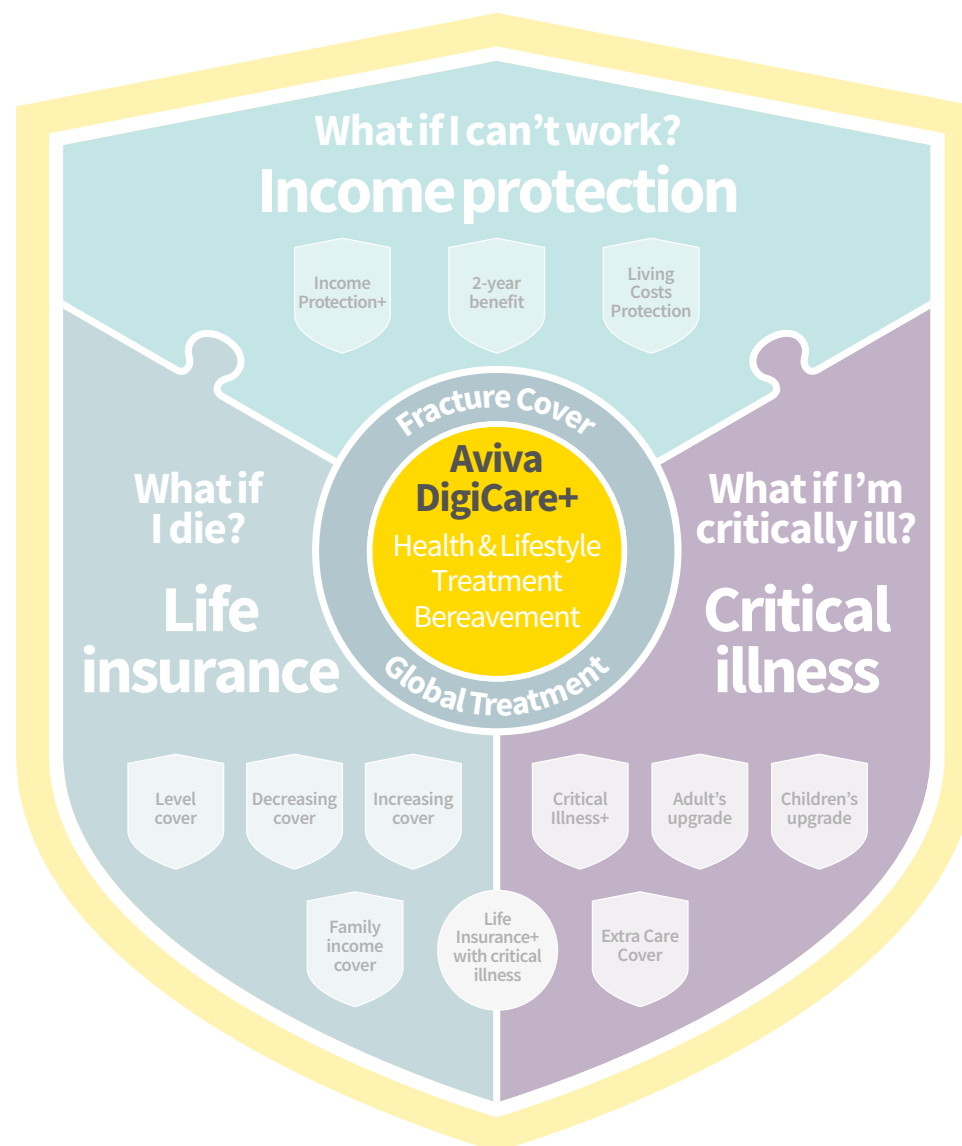 What if I can’t work?
Income protection
Income
Protection+
2-year
benefit
Living
Costs
Protection
Fracture Cover
Aviva
DigiCare+
Health & Lifestyle
Treatment
Bereavement
Global Treatment
What if
I die?
Life
insurance
What if I’m
critically ill?
Critical
illness
Level
cover
Decreasing
cover
Increasing
cover
Critical
Illness+
Adult’s
upgrade
Children’s
upgrade
Family
income
cover
Life
Insurance+
with critical
illness
Extra Care
Cover